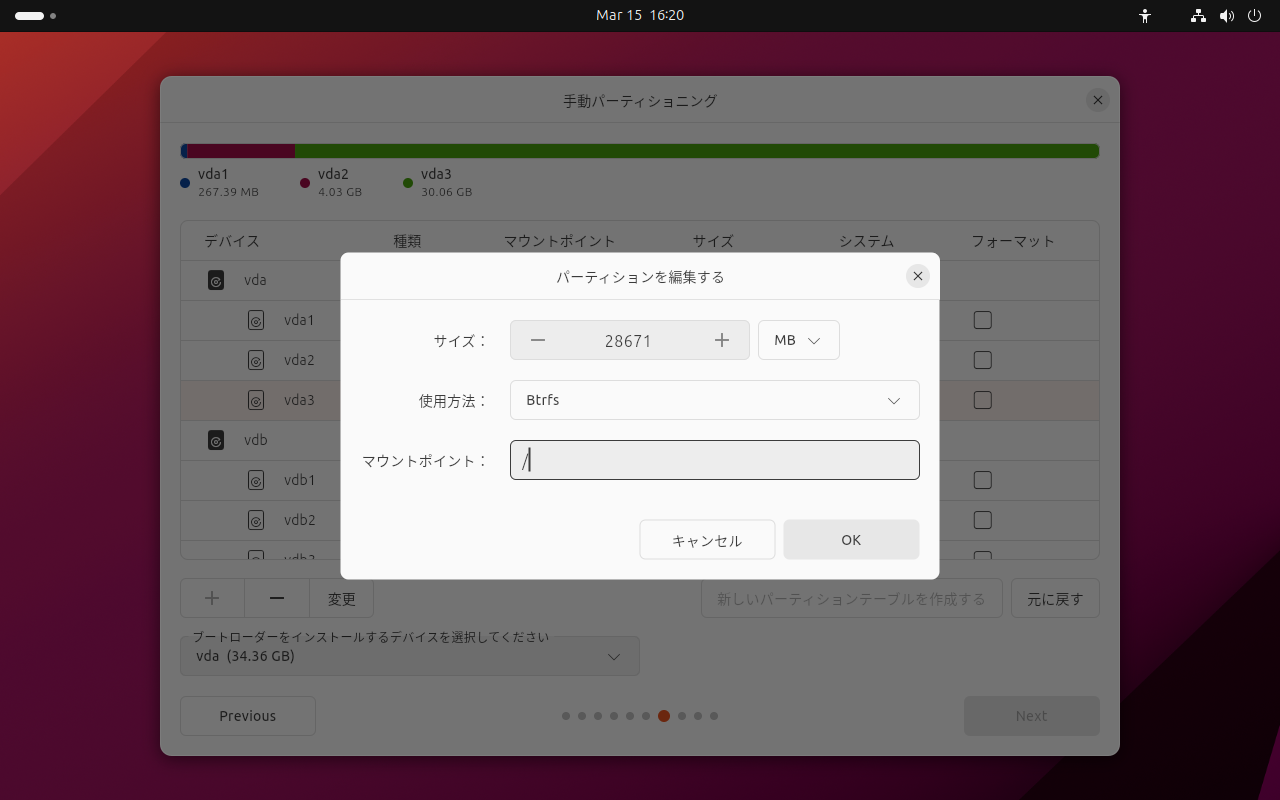 Mar 15 16:20
手動パーティショニング
vda1
267.39 MB
vda2
4.03 GB
vda3
30.06 GB
デバイス 種類 マウントポイント サイズ システム フォーマット
vda
vda1
vda2
vda3
vdb
vdb1
vdb2
パーティションを編集する
サイズ： 28671 MB
使用方法： Btrfs
マウントポイント： /
キャンセル OK
変更 新しいパーティションテーブルを作成する 元に戻す
ブートローダーをインストールするデバイスを選択してください
vda (34.36 GB)
Previous Next